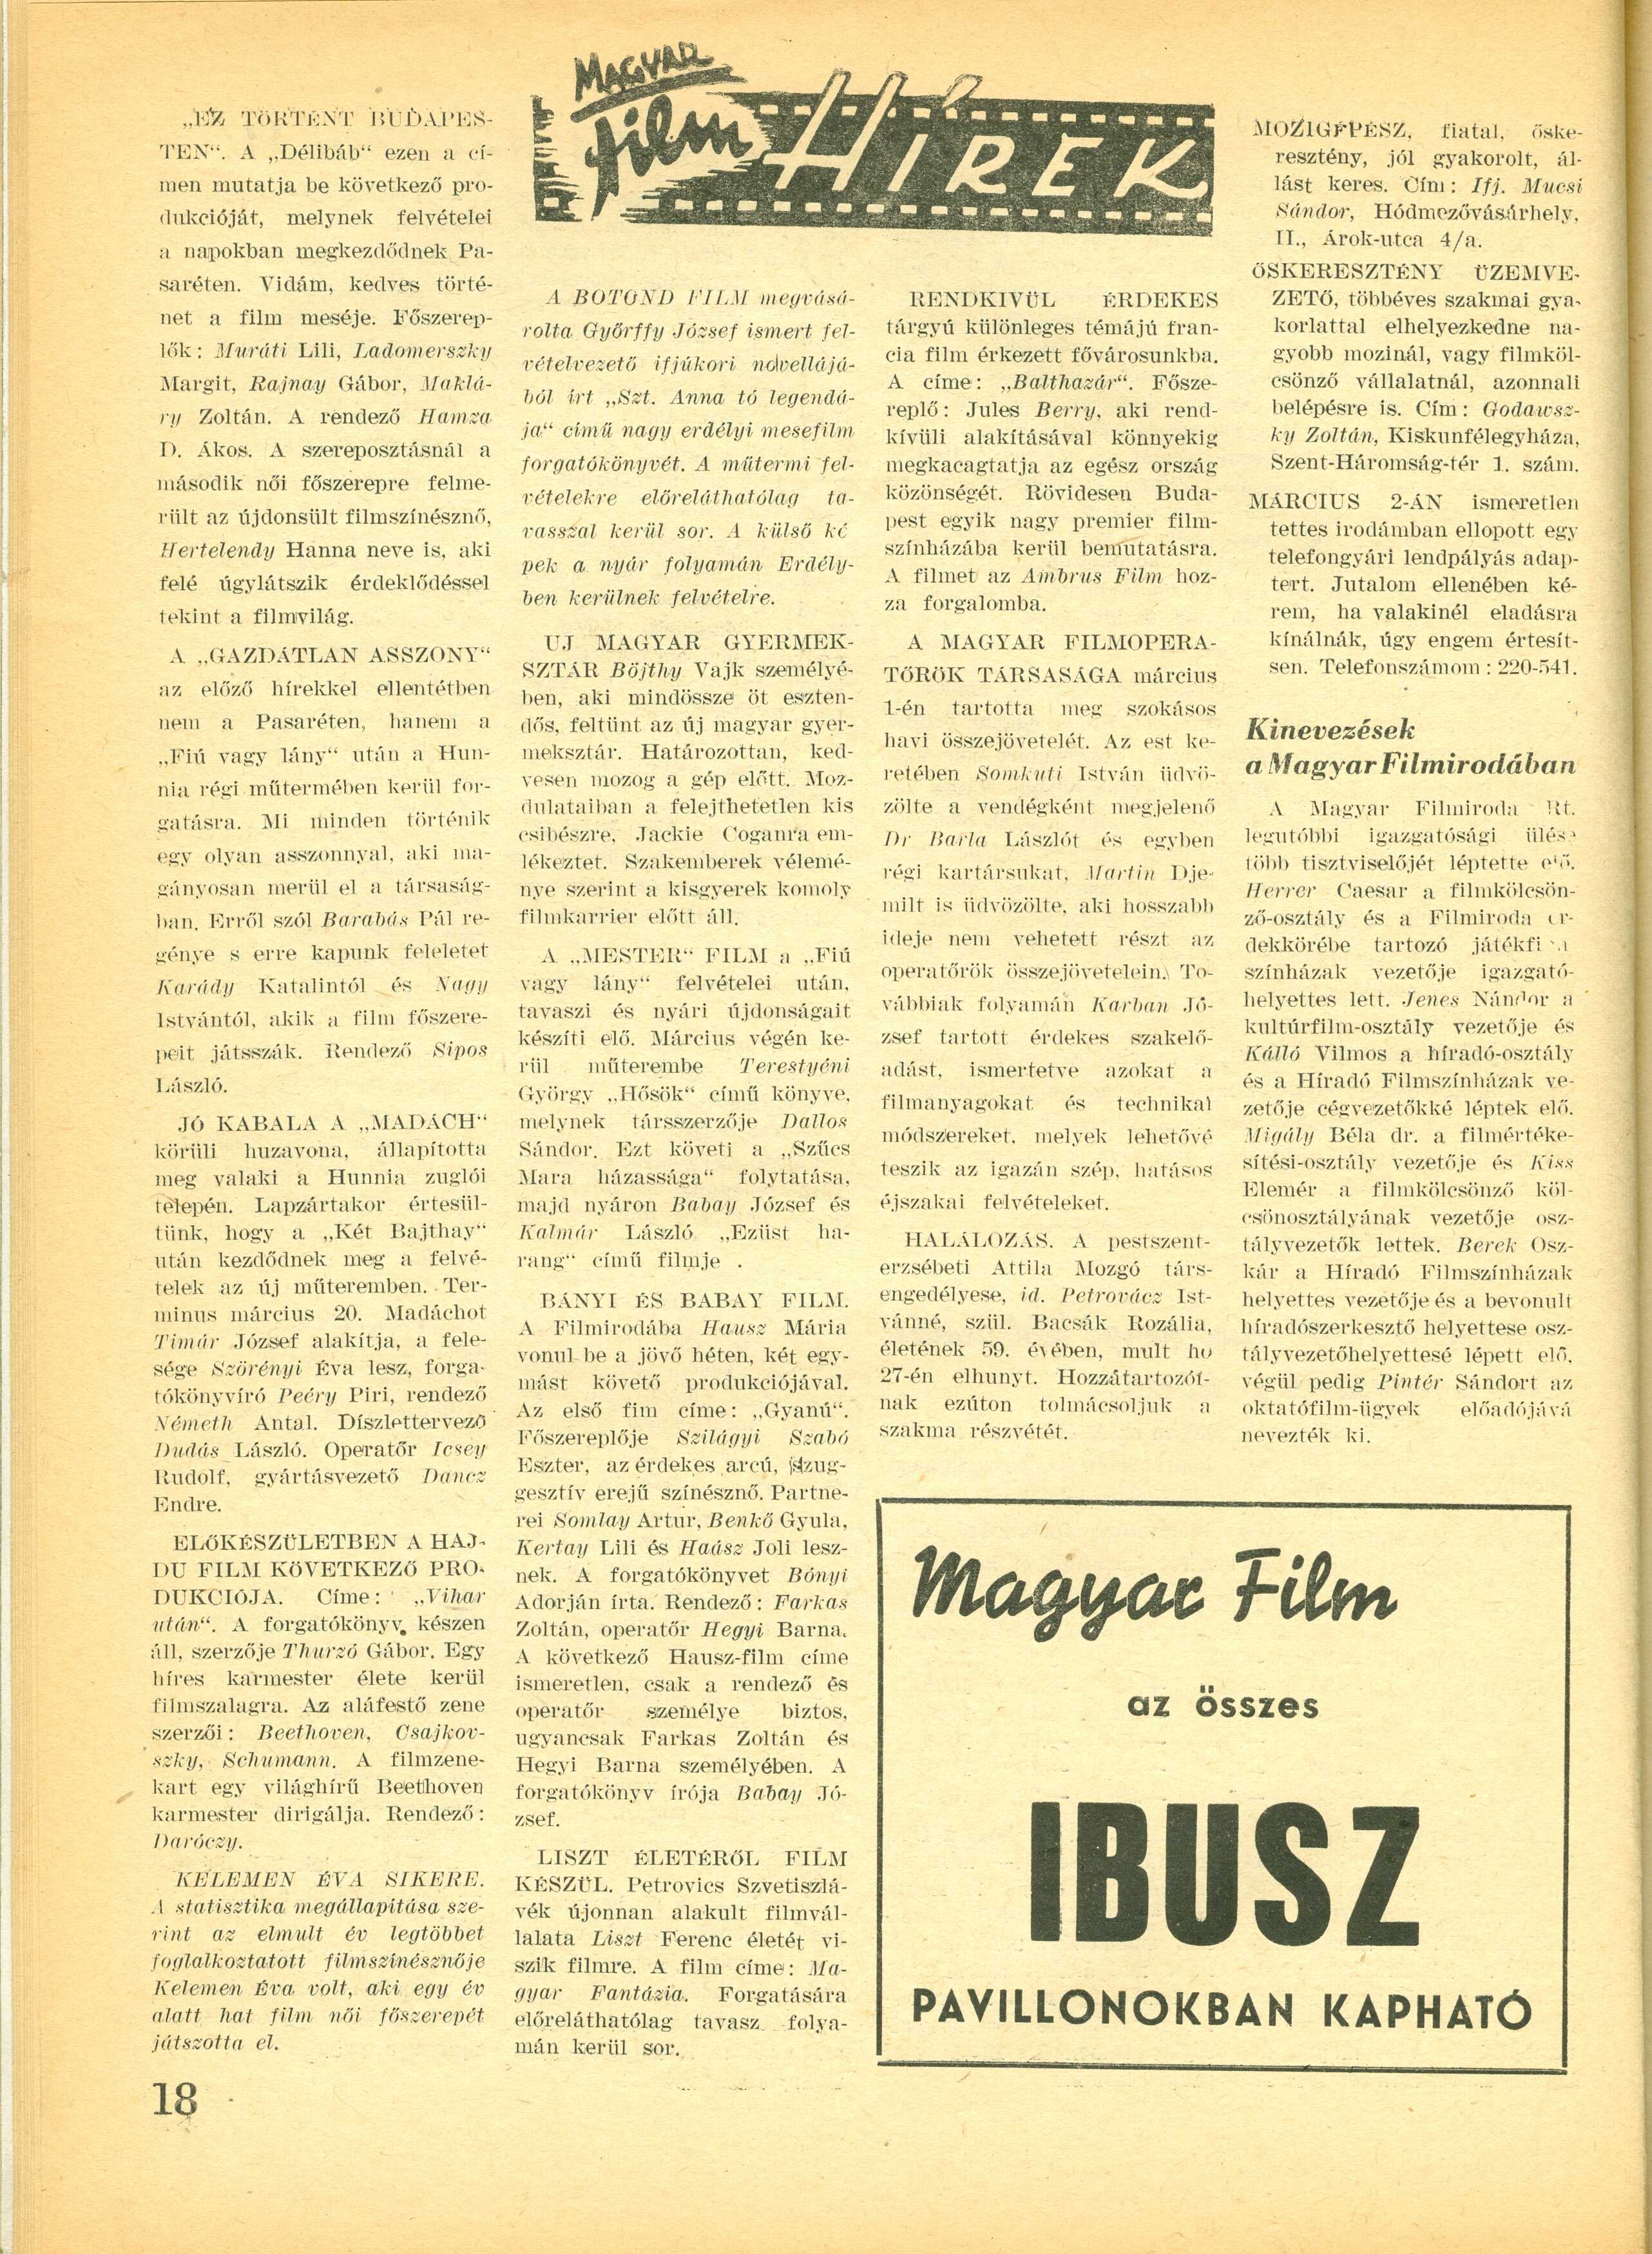 „EZ TÖRTÉNT BUDAPES-
TEN“. A „Délibáb“ ezen a cí-
men mutatja be következő pro-
dukcióját, melynek felvételei
a napokban megkezdődnek Pa-
saréten. Vidám, kedves törté-
net a film meséje. Főszerep-
lők: Muráti Lili, Ladomerszky
Margit, Rajnay Gábor, Maklá-
ry Zoltán. A rendező Hamza
D. Ákos. A szereposztásnál a
második női főszerepre felme-
rült az újdonsült filmszínésznő,
Hertelendy Hanna neve is, aki
felé úgylátszik érdeklődéssel
tekint a filmvilág.
A „GAZDÁTLAN ASSZONY“
az előző hírekkel ellentétben
nem a Pasaréten, hanem a
„Fiú vagy lány“ után a Hun-
nia régi műtermében kerül for-
gatásra. Mi minden történik
egy olyan asszonnyal, aki ma-
gányosan merül el a társaság-
ban. Erről szól Barabás Pál re-
génye s erre kapunk feleletet
Karády Katalintól és Nagy
Istvántól, akik a film főszere-
peit játsszák. Rendező Sipos
László.
JÓ KABALA A „MADÁCH“
körüli huzavona, állapította
meg valaki a Hunnia zuglói
telepén. Lapzártakor értesül-
tünk, hogy a „Két Bajthay“
után kezdődnek meg a felvé-
telek az új műteremben. Ter-
minus március 20. Madáchot
Timár József alakítja, a fele-
sége Szörényi Éva lesz, forga-
tókönyvíró Peéry Piri, rendező
Németh Antal. Díszlettervező
Dudás László. Operatőr Icsey
Rudolf, gyártásvezető Dancz
Endre.
ELŐKÉSZÜLETBEN A HAJ-
DU FILM KÖVETKEZŐ PRO-
DUKCIÓJA. Címe: „Vihar
után“. A forgatókönyv készen
áll, szerzője Thurzó Gábor. Egy
híres karmester élete kerül
filmszalagra. Az aláfestő zene
szerzői: Beethoven, Csajkov-
szky, Schumann. A filmzene-
kart egy világhírű Beethoven
karmester dirigálja. Rendező:
Daróczy.
KELEMEN ÉVA SIKERE.
A statisztika megállapítása sze-
rint az elmult év legtöbbet
foglalkoztatott filmszínésznője
Kelemen Éva volt, aki egy év
alatt hat film női főszerepét
játszotta el.
18
MAGYAR
film HÍREK
A BOTOND FILM megvásá-
rolta Győrffy József ismert fel-
vételvezető ifjúkori novellájá-
ból írt „Szt. Anna tó legendá-
ja“ című nagy erdélyi mesefilm
forgatókönyvét. A műtermi fel-
vételekre előreláthatólag ta-
vasszal kerül sor. A külső ké
pek a nyár folyamán Erdély-
ben kerülnek felvételre.
UJ MAGYAR GYERMEK-
SZTÁR Böjthy Vajk személyé-
ben, aki mindössze öt eszten-
dős, feltünt az új magyar gyer-
meksztár. Határozottan, ked-
vesen mozog a gép előtt. Moz-
dulataiban a felejthetetlen kis
csibészre, Jackie Coganra em-
lékeztet. Szakemberek vélemé-
nye szerint a kisgyerek komoly
filmkarrier előtt áll.
A „MESTER“ FILM a „Fiú
vagy lány“ felvételei után,
tavaszi és nyári újdonságait
készíti elő. Március végén ke-
rül műterembe Terestyéni
György „Hősök“ című könyve,
melynek társszerzője Dallos
Sándor. Ezt követi a „Szűcs
Mara házassága“ folytatása,
majd nyáron Babay József és
Kalmár László „Ezüst ha-
rang“ című filmje .
BÁNYI ÉS BABAY FILM.
A Filmirodába Hausz Mária
vonul be a jövő héten, két egy-
mást követő produkciójával.
Az első fim címe: „Gyanú“.
Főszereplője Szilágyi Szabó
Eszter, az érdekes arcú, szug-
gesztív erejű színésznő. Partne-
rei Somlay Artur, Benkő Gyula,
Kertay Lili és Haász Joli lesz-
nek. A forgatókönyvet Bónyi
Adorján írta. Rendező: Farkas
Zoltán, operatőr Hegyi Barna.
A következő Hausz-film címe
ismeretlen, csak a rendező és
operatőr személye biztos,
ugyancsak Farkas Zoltán és
Hegyi Barna személyében. A
forgatókönyv írója Babay Jó-
zsef.
LISZT ÉLETÉRŐL FILM
KÉSZÜL. Petrovics Szvetiszlá-
vék újonnan alakult filmvál-
lalata Liszt Ferenc életét vi-
szik filmre. A film címe: Ma-
gyar Fantázia. Forgatására
előreláthatólag tavasz folya-
mán kerül sor.
RENDKIVÜL ÉRDEKES
tárgyú különleges témájú fran-
cia film érkezett fővárosunkba.
A címe: „Balthazár“. Fősze-
replő: Jules Berry, aki rend-
kívüli alakításával könnyekig
megkacagtatja az egész ország
közönségét. Rövidesen Buda-
pest egyik nagy premier film-
színházába kerül bemutatásra.
A filmet az Ambrus Film hoz-
za forgalomba.
A MAGYAR FILMOPERA-
TŐRÖK TÁRSASÁGA március
1-én tartotta meg szokásos
havi összejövetelét. Az est ke-
retében Somkuti István üdvö-
zölte a vendégként megjelenő
Dr Barla Lászlót és egyben
régi kartársukat, Martin Dje-
milt is üdvözölte, aki hosszabb
ideje nem vehetett részt az
operatőrök összejövetelein. To-
vábbiak folyamán Karban Jó-
zsef tartott érdekes szakelő-
adást, ismertetve azokat a
filmanyagokat és technikai
módszereket, melyek lehetővé
teszik az igazán szép, hatásos
éjszakai felvételeket.
HALÁLOZÁS. A pestszent-
erzsébeti Attila Mozgó társ-
engedélyese, id. Petrovácz Ist-
vánné, szül. Bacsák Rozália,
életének 59. évében, mult hó
27-én elhunyt. Hozzátartozói-
nak ezúton tolmácsoljuk a
szakma részvétét.
MOZIGÉPÉSZ, fiatal, őske-
resztény, jól gyakorolt, ál-
lást keres. Cím: Ifj. Mucsi
Sándor, Hódmezővásárhely,
II., Árok-utca 4/a.
ŐSKERESZTÉNY ÜZEMVE-
ZETŐ, többéves szakmai gya-
korlattal elhelyezkedne na-
gyobb mozinál, vagy filmköl-
csönző vállalatnál, azonnali
belépésre is. Cím: Godawsz-
ky Zoltán, Kiskunfélegyháza,
Szent-Háromság-tér 1. szám.
MÁRCIUS 2-ÁN ismeretlen
tettes irodámban ellopott egy
telefongyári lendpályás adap-
tert. Jutalom ellenében ké-
rem, ha valakinél eladásra
kínálnák, úgy engem értesít-
sen. Telefonszámom: 220-541.
Kinevezések
a Magyar Filmirodában
A Magyar Filmiroda Rt.
legutóbbi igazgatósági ülése
több tisztviselőjét léptette elő.
Herrer Caesar a filmkölcsön-
ző-osztály és a Filmiroda ér-
dekkörébe tartozó
színházak vezetője igazgató-
helyettes lett. Jenes Nándor a
kultúrfilm-osztály vezetője és
Kálló Vilmos a híradó-osztály
és a Híradó Filmszínházak ve-
zetője cégvezetőkké léptek elő.
Migály Béla dr. a filmértéke-
sítési-osztály vezetője és Kiss
Elemér a filmkölcsönző köl-
csönosztályának vezetője osz-
tályvezetők lettek. Berek Osz-
kár a Híradó Filmszínházak
helyettes vezetője és a bevonult
híradószerkesztő helyettese osz-
tályvezetőhelyettesé lépett elő,
végül pedig Pintér Sándort az
oktatófilm-ügyek előadójává
nevezték ki.
Magyar Film
az összes
IBUSZ
PAVILLONOKBAN KAPHATÓ